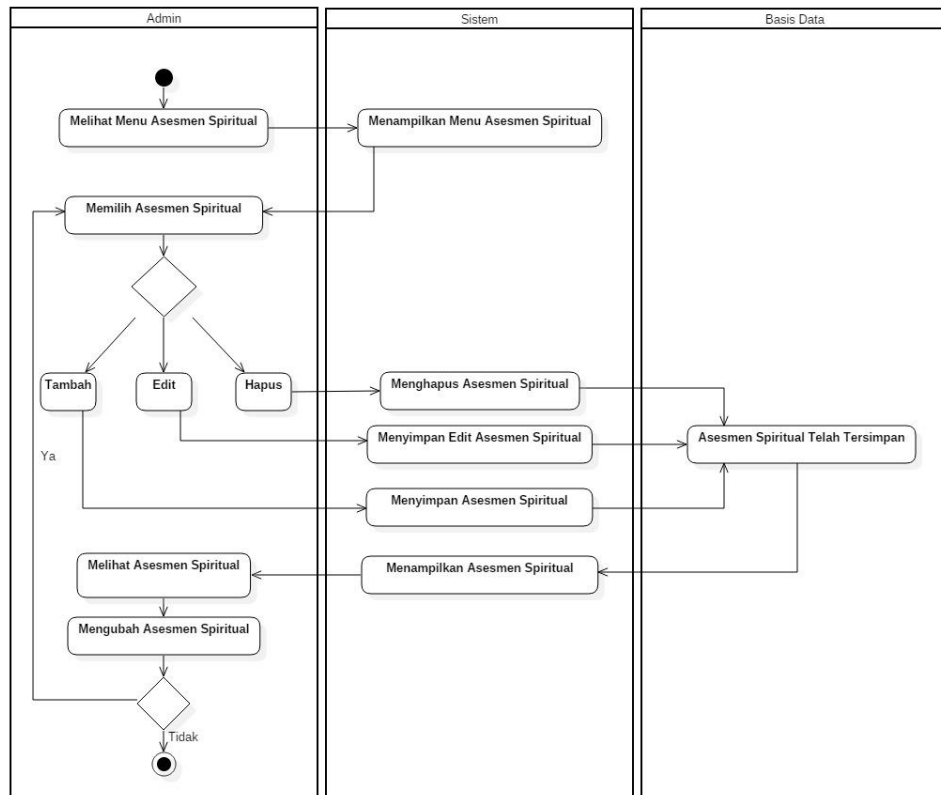 Admin
Sistem
Basis Data
Melihat Menu Asesmen Spiritual
Menampilkan Menu Asesmen Spiritual
Memilih Asesmen Spiritual
Tambah
Edit
Hapus
Menghapus Asesmen Spiritual
Menyimpan Edit Asesmen Spiritual
Asesmen Spiritual Telah Tersimpan
Ya
Menyimpan Asesmen Spiritual
Melihat Asesmen Spiritual
Menampilkan Asesmen Spiritual
Mengubah Asesmen Spiritual
Tidak